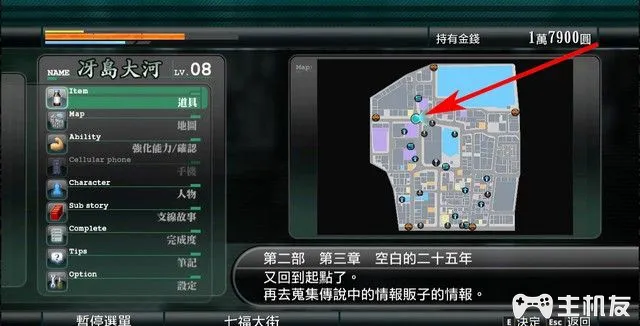 持有金錢 1萬7900圓
NAME 冴島大河 LV.08
Item
道具
Map
地圖
Ability
強化能力/確認
Cellular phone
手機
Character
人物
Sub story
支線故事
Complete
完成度
Tips
筆記
Option
設定
Map:
第二部 第三章 空白的二十五年
又回到起點了。
再去蒐集傳說中的情報販子的情報。
暫停選單 七福大街 E 決定 Esc 返回
主机友